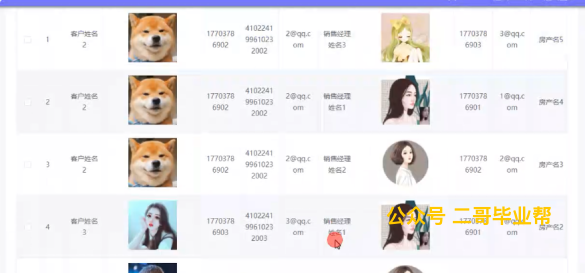 1 客户姓名2 17703786902 410224199610232002 2@qq.com 销售经理姓名3 17703786903 3@qq.com 房产名5
2 客户姓名2 17703786902 410224199610232002 2@qq.com 销售经理姓名1 17703786901 1@qq.com 房产名4
3 客户姓名2 17703786902 410224199610232002 2@qq.com 销售经理姓名2 17703786902 2@qq.com 房产名3
公众号 二哥毕业帮
4 客户姓名3 17703786903 410224199610232003 3@qq.com 销售经理姓名1 17703786901 1@qq.com 房产名2